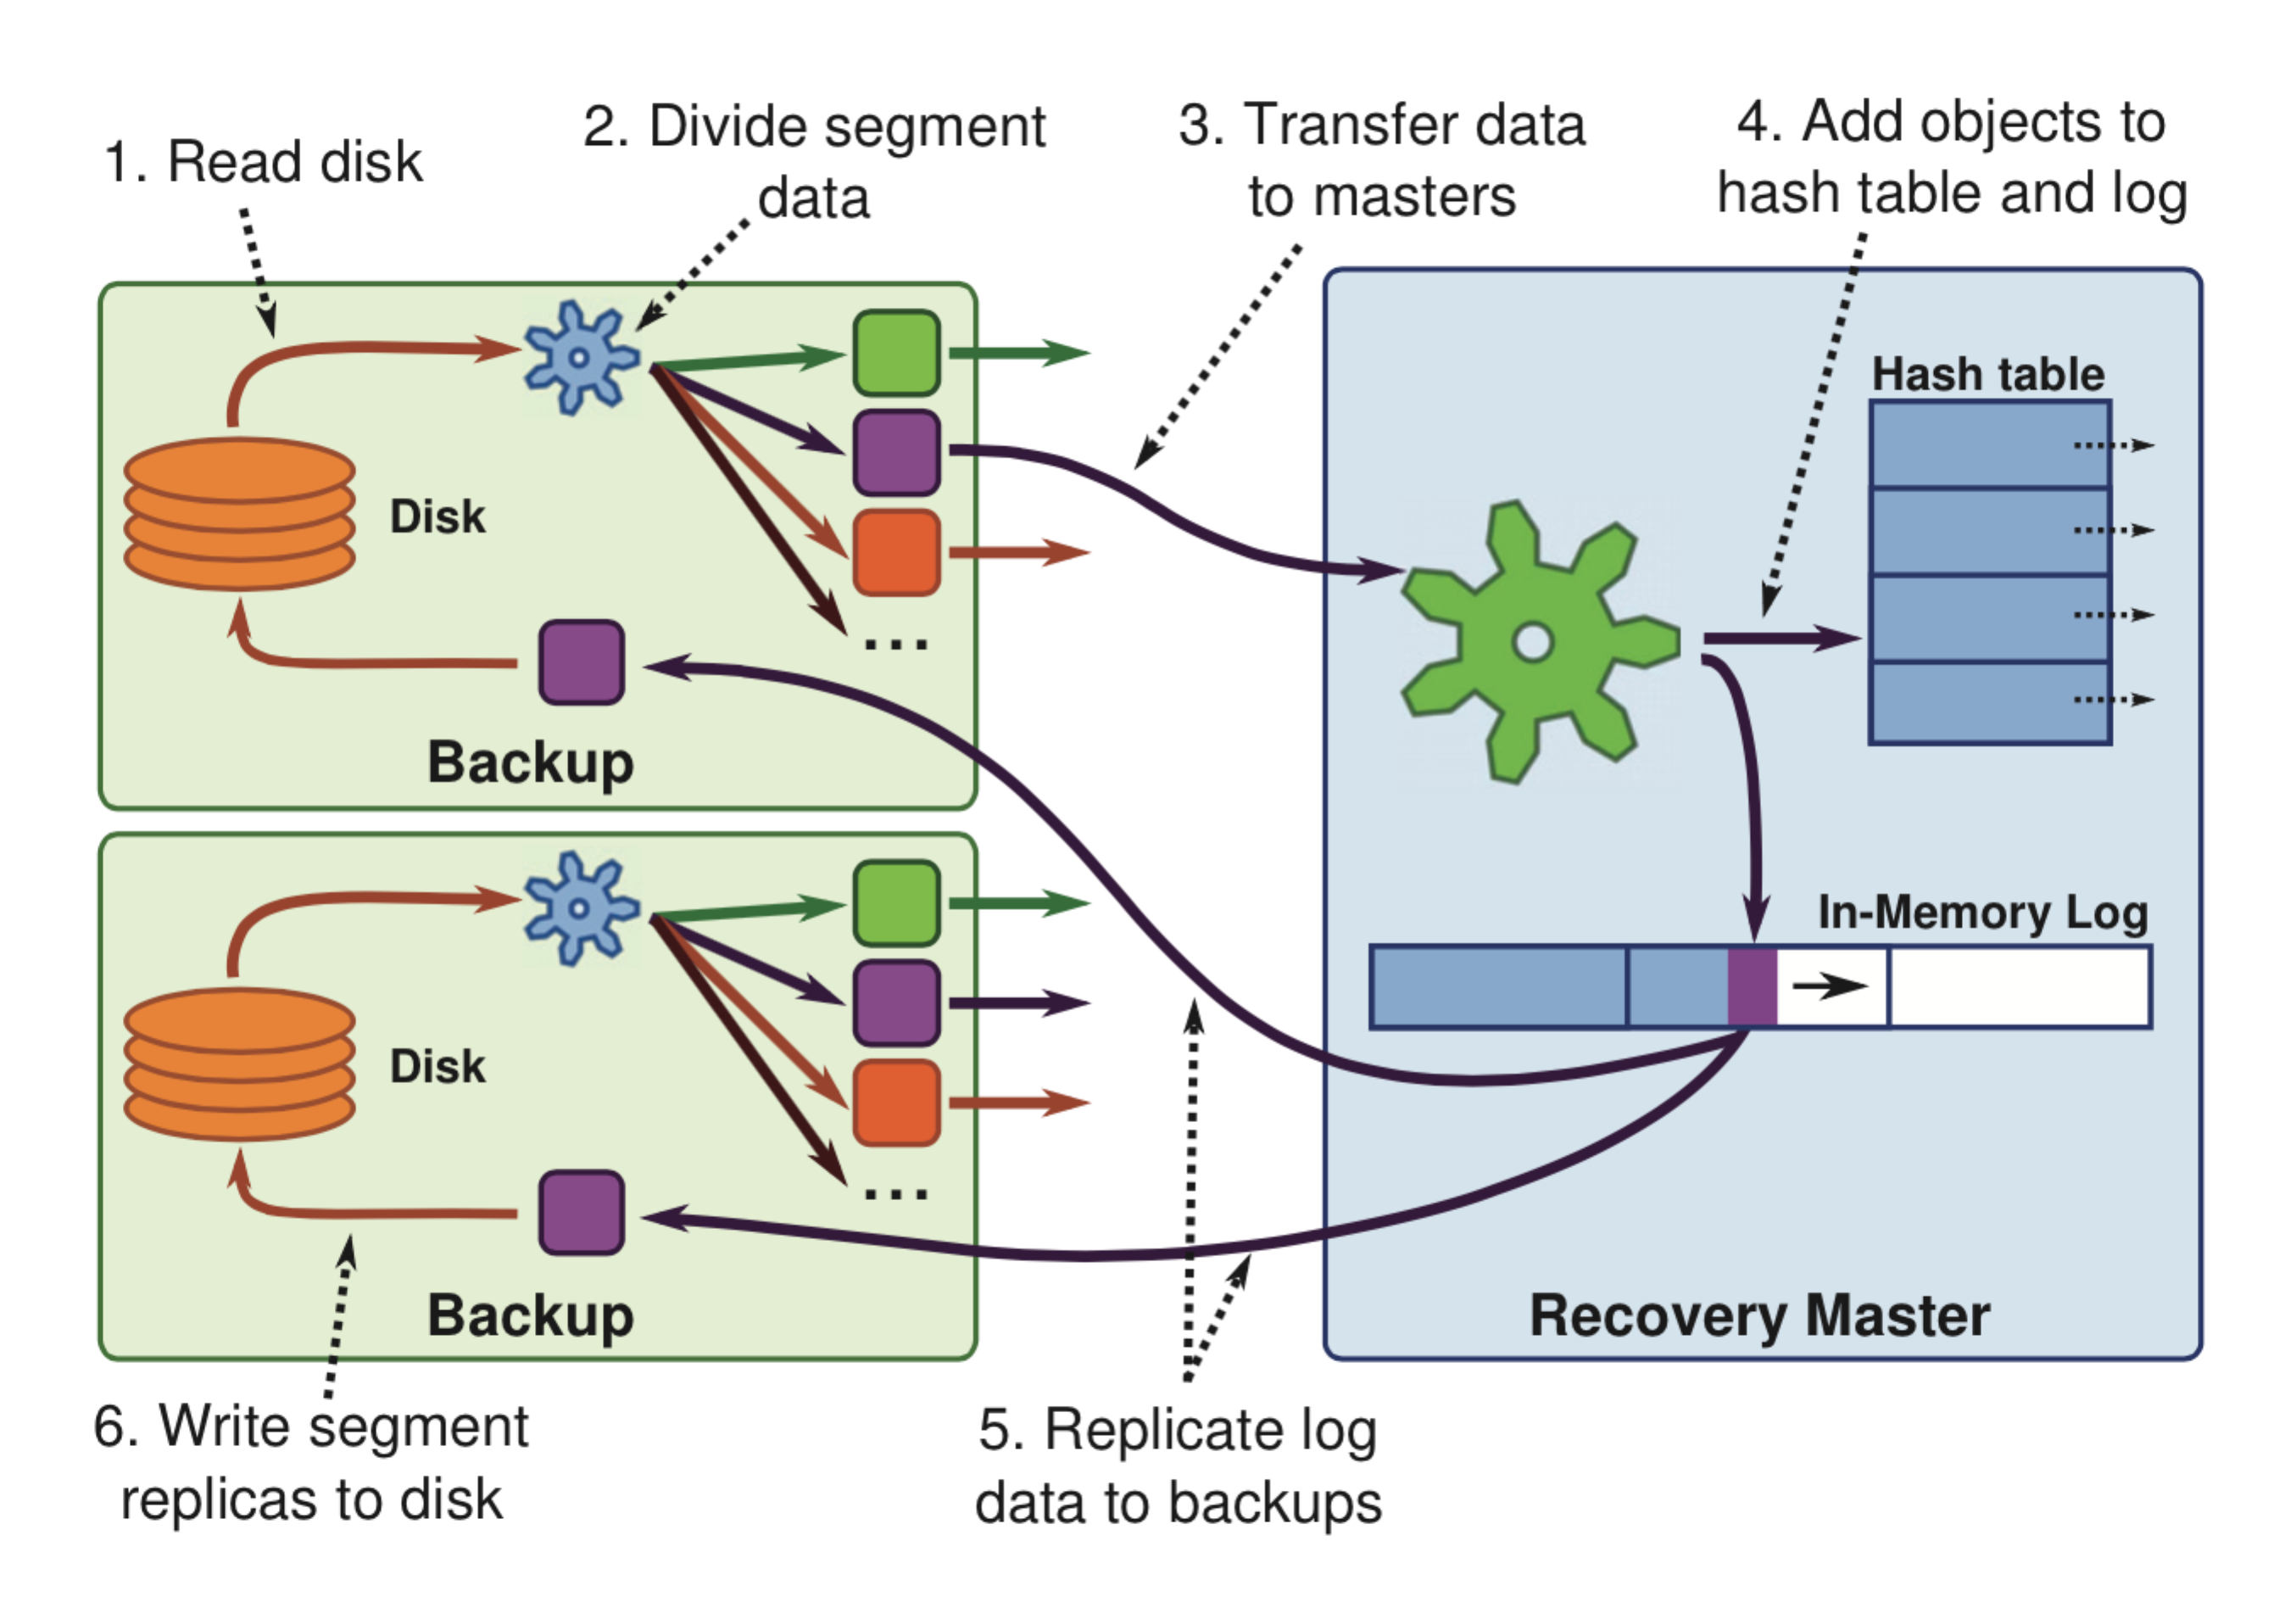 1. Read disk
2. Divide segment
data
3. Transfer data
to masters
4. Add objects to
hash table and log
Disk
...
Backup
Disk
...
Backup
Hash table
In-Memory Log
Recovery Master
6. Write segment
replicas to disk
5. Replicate log
data to backups